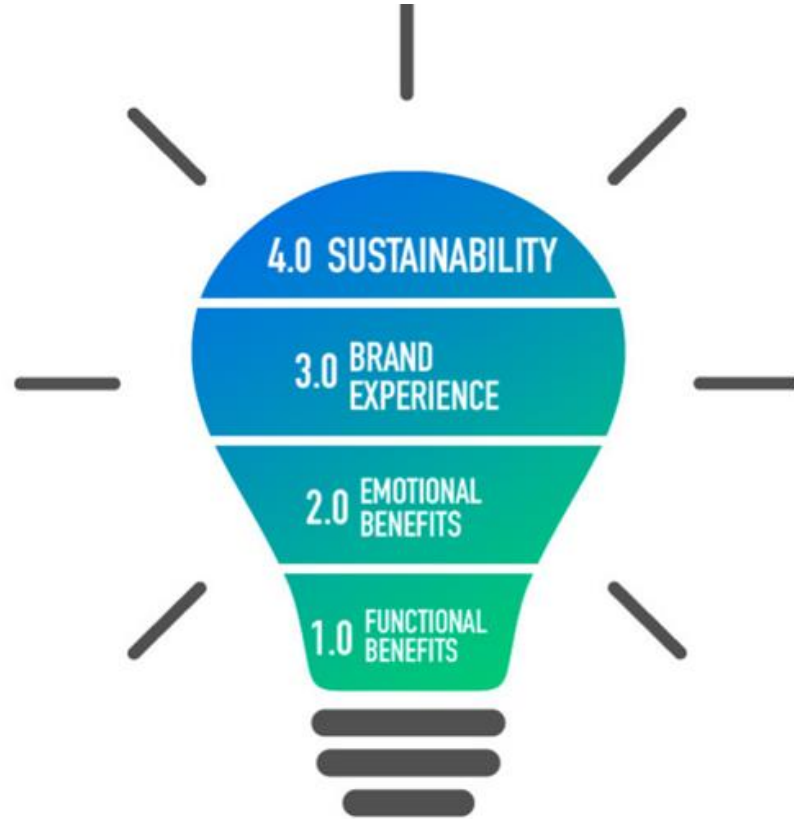 4.0 SUSTAINABILITY
3.0 BRAND
EXPERIENCE
2.0 EMOTIONAL
BENEFITS
1.0 FUNCTIONAL
BENEFITS